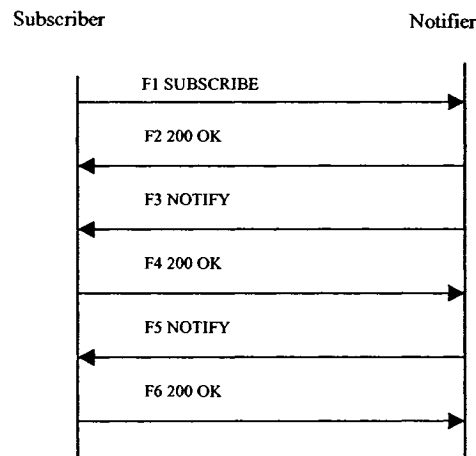 Subscriber Notifier
F1 SUBSCRIBE
F2 200 OK
F3 NOTIFY
F4 200 OK
F5 NOTIFY
F6 200 OK